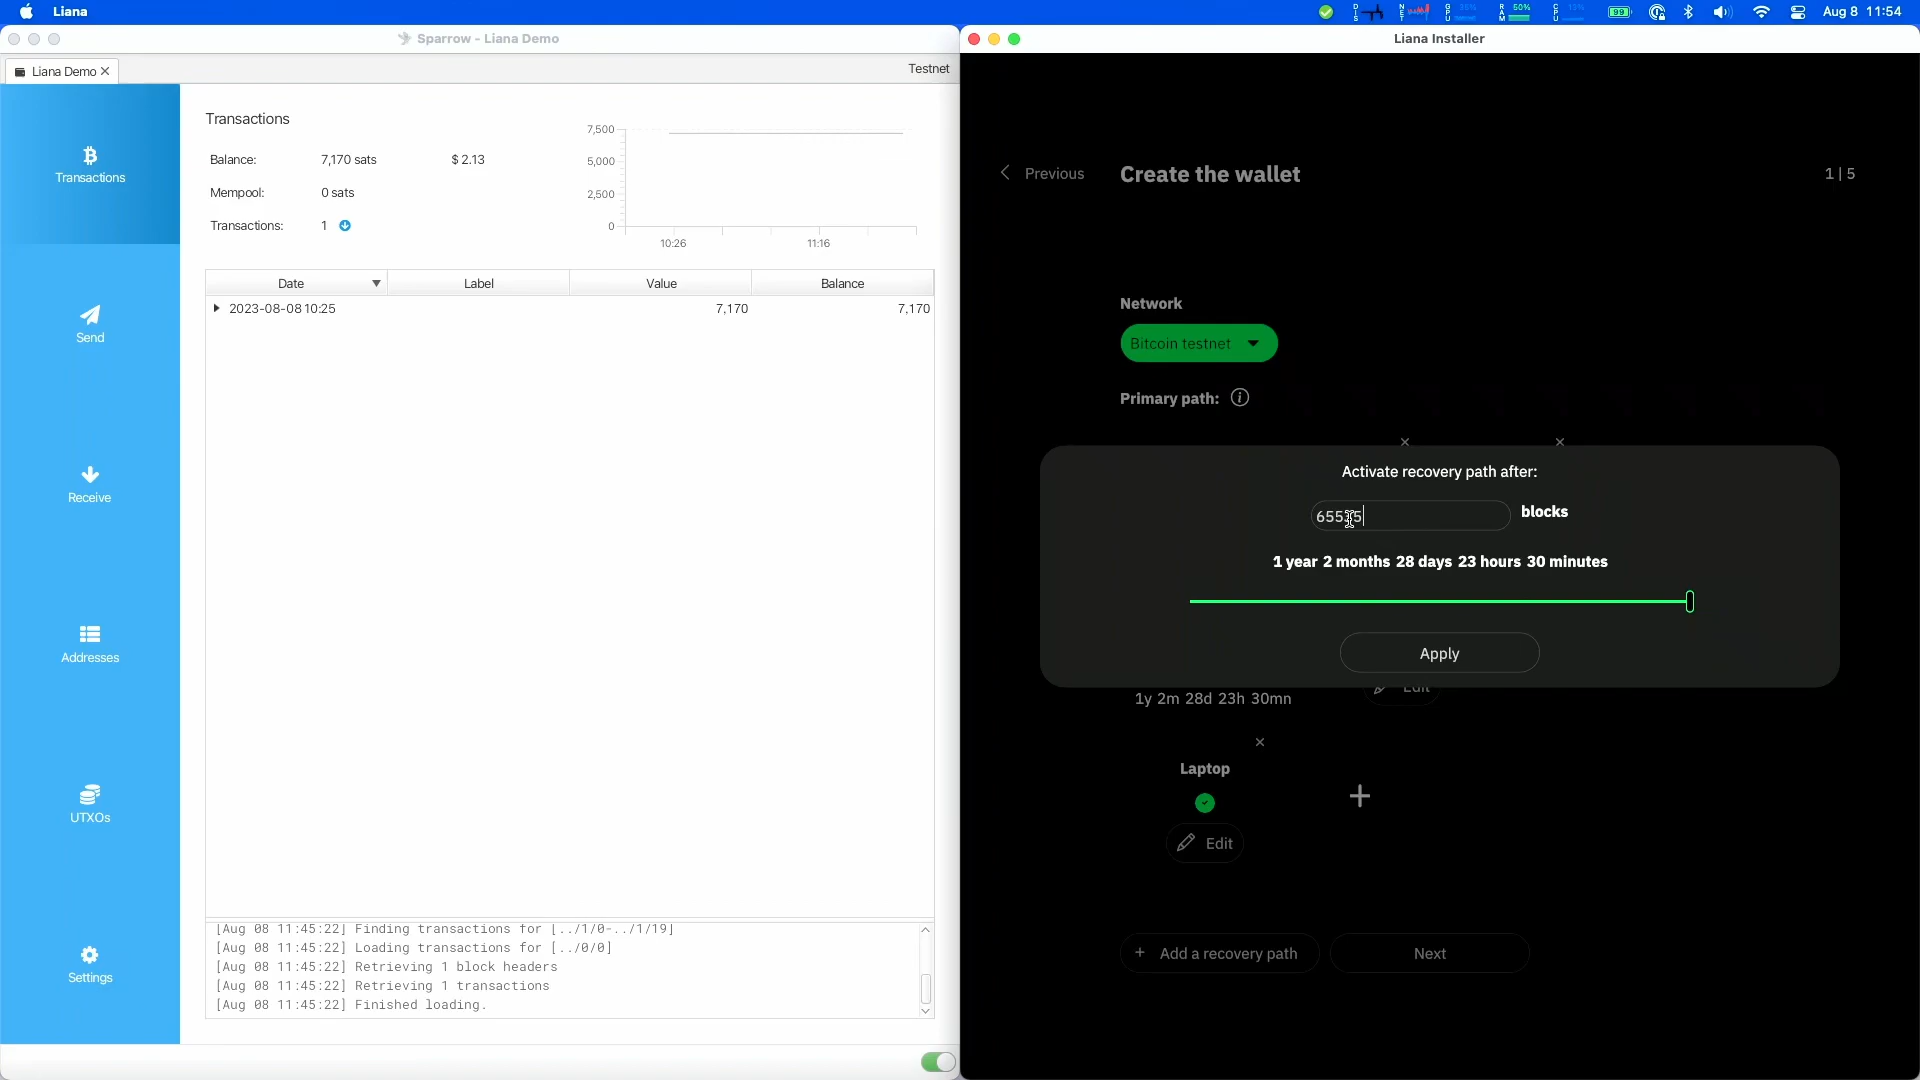 Liana
Aug 8 11:54
Sparrow - Liana Demo
Liana Demo
Testnet
Transactions
Send
Receive
Addresses
UTXOs
Settings
Transactions
Balance: 7,170 sats $ 2.13
Mempool: 0 sats
Transactions: 1
7,500
5,000
2,500
0
10:26 11:16
Date Label Value Balance
2023-08-08 10:25 7,170 7,170
[Aug 08 11:45:22] Finding transactions for [../1/0-../1/19]
[Aug 08 11:45:22] Loading transactions for [../0/0]
[Aug 08 11:45:22] Retrieving 1 block headers
[Aug 08 11:45:22] Retrieving 1 transactions
[Aug 08 11:45:22] Finished loading.
Liana Installer
Previous Create the wallet 1 | 5
Network
Bitcoin testnet
Primary path:
Activate recovery path after:
65535 blocks
1 year 2 months 28 days 23 hours 30 minutes
Apply
1y 2m 28d 23h 30mn
Edit
Laptop
Edit
+ Add a recovery path
Next